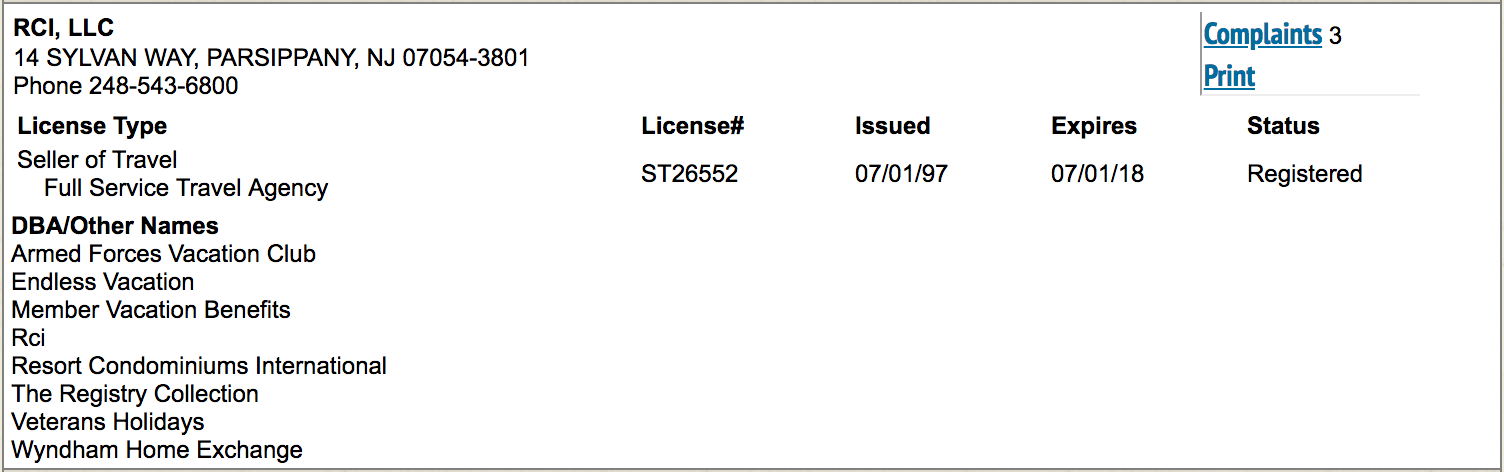 RCI, LLC
14 SYLVAN WAY, PARSIPPANY, NJ 07054-3801
Phone 248-543-6800
Complaints 3
Print
License Type License# Issued Expires Status
Seller of Travel
Full Service Travel Agency
ST26552 07/01/97 07/01/18 Registered
DBA/Other Names
Armed Forces Vacation Club
Endless Vacation
Member Vacation Benefits
Rci
Resort Condominiums International
The Registry Collection
Veterans Holidays
Wyndham Home Exchange